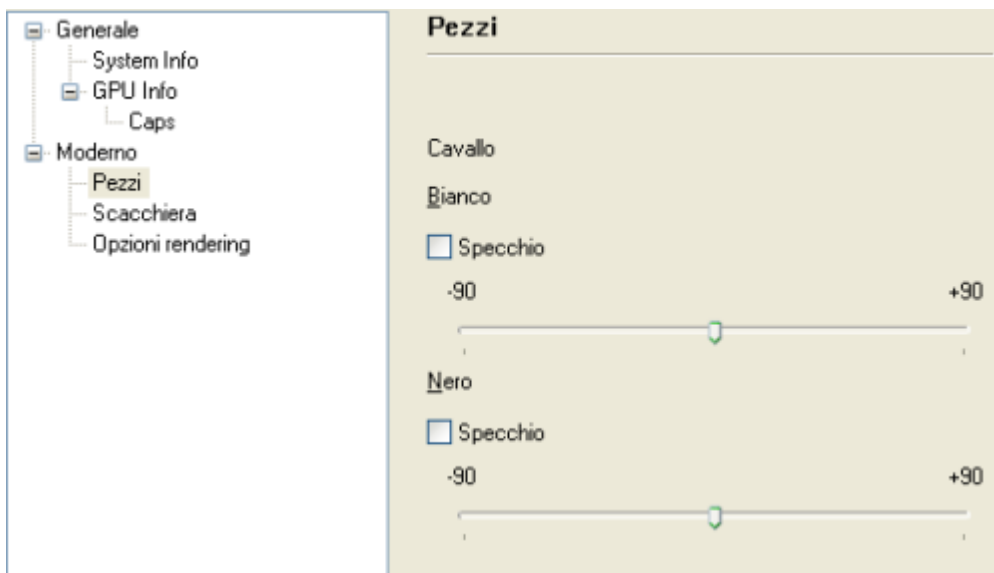 Generale
System Info
GPU Info
Caps
Moderno
Pezzi
Scacchiera
Opzioni rendering
Pezzi
Cavallo
Bianco
Specchio
-90 +90
Nero
Specchio
-90 +90